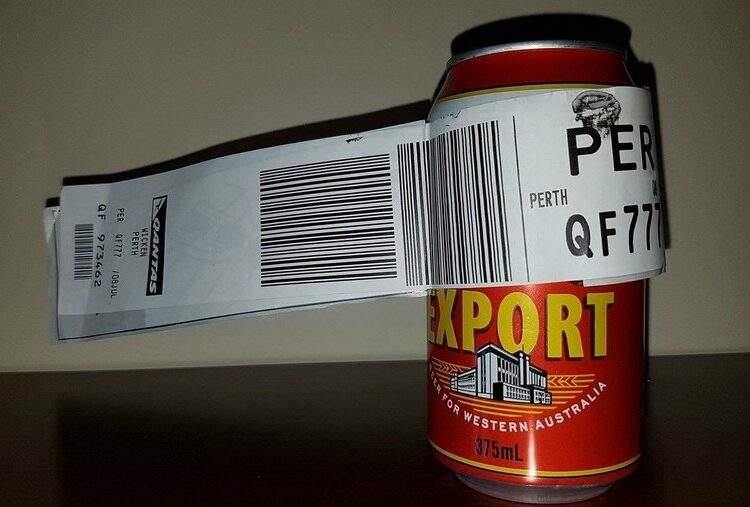 PER
PERTH
QF777
QANTAS
WICKEN
PERTH
PER QF777 /08JUL
QF 973462
EXPORT
BEER FOR WESTERN AUSTRALIA
375mL